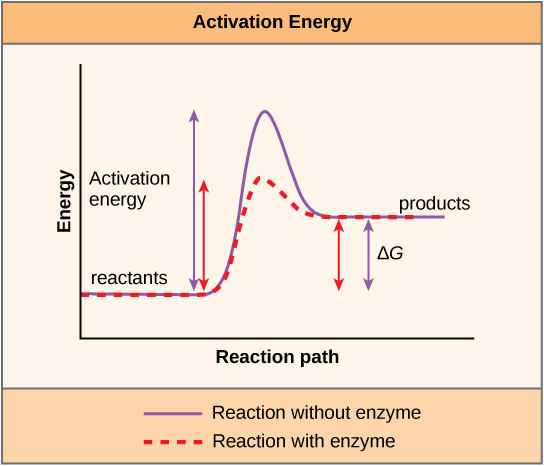 Activation Energy
Energy
Activation
energy
reactants
products
ΔG
Reaction path
Reaction without enzyme
Reaction with enzyme